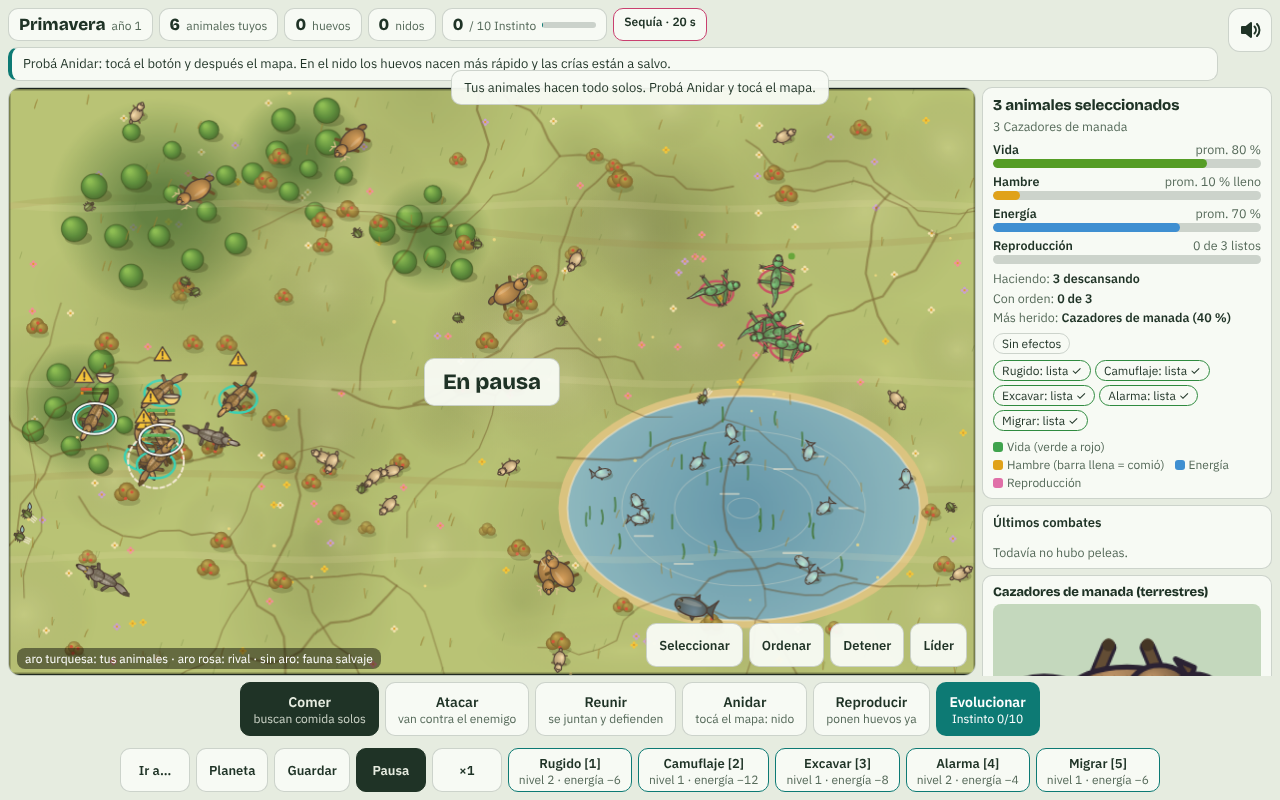 Primavera año 1
6 animales tuyos
0 huevos
0 nidos
0 / 10 Instinto
Sequía · 20 s
Probá Anidar: tocá el botón y después el mapa. En el nido los huevos nacen más rápido y las crías están a salvo.
Tus animales hacen todo solos. Probá Anidar y tocá el mapa.
En pausa
aro turquesa: tus animales · aro rosa: rival · sin aro: fauna salvaje
Seleccionar
Ordenar
Detener
Líder
3 animales seleccionados
3 Cazadores de manada
Vida prom. 80 %
Hambre prom. 10 % lleno
Energía prom. 70 %
Reproducción 0 de 3 listos
Haciendo: 3 descansando
Con orden: 0 de 3
Más herido: Cazadores de manada (40 %)
Sin efectos
Rugido: lista ✓ Camuflaje: lista ✓
Excavar: lista ✓ Alarma: lista ✓
Migrar: lista ✓
Vida (verde a rojo)
Hambre (barra llena = comió) Energía
Reproducción
Últimos combates
Todavía no hubo peleas.
Cazadores de manada (terrestres)
Comer
buscan comida solos
Atacar
van contra el enemigo
Reunir
se juntan y defienden
Anidar
tocá el mapa: nido
Reproducir
ponen huevos ya
Evolucionar
Instinto 0/10
Ir a...
Planeta
Guardar
Pausa
×1
Rugido [1]
nivel 2 · energía −6
Camuflaje [2]
nivel 1 · energía −12
Excavar [3]
nivel 1 · energía −8
Alarma [4]
nivel 2 · energía −4
Migrar [5]
nivel 1 · energía −6